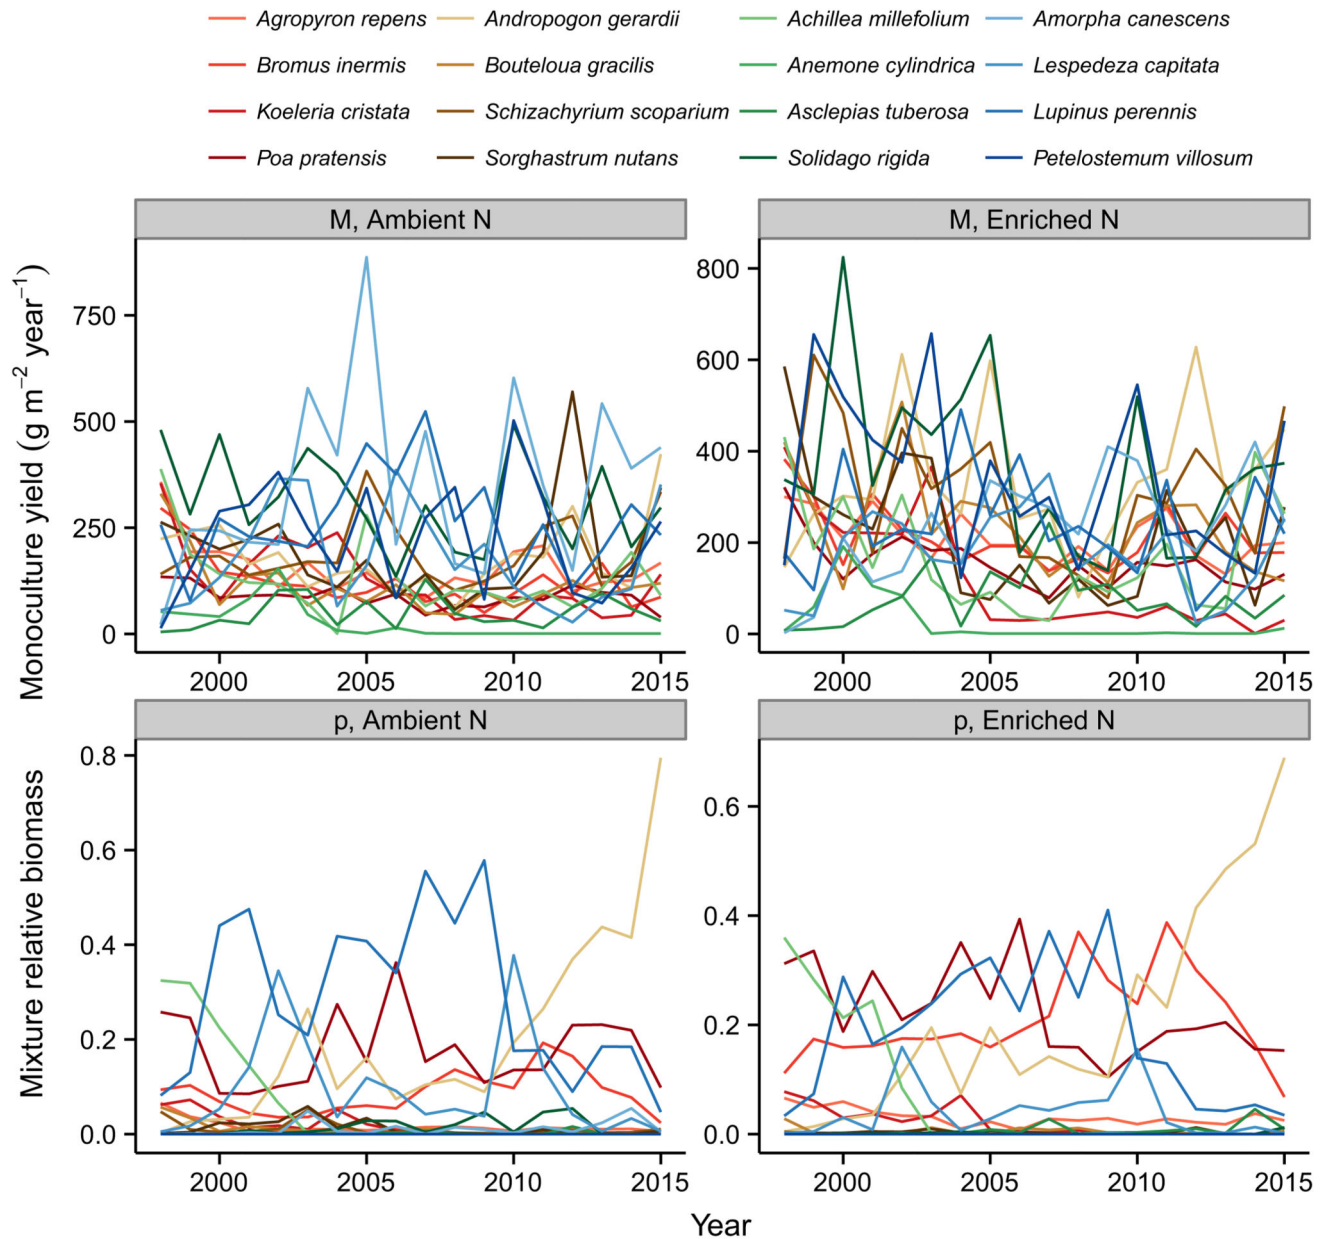 Agropyron repens Andropogon gerardii Achillea millefolium Amorpha canescens
Bromus inermis Bouteloua gracilis Anemone cylindrica Lespedeza capitata
Koeleria cristata Schizachyrium scoparium Asclepias tuberosa Lupinus perennis
Poa pratensis Sorghastrum nutans Solidago rigida Petelostemum villosum
M, Ambient N M, Enriched N
Monoculture yield (g m⁻² year⁻¹)
750
500
250
0
800
600
400
200
0
2000 2005 2010 2015 2000 2005 2010 2015
p, Ambient N p, Enriched N
Mixture relative biomass
0.8
0.6
0.4
0.2
0.0
0.6
0.4
0.2
0.0
2000 2005 2010 2015 2000 2005 2010 2015
Year